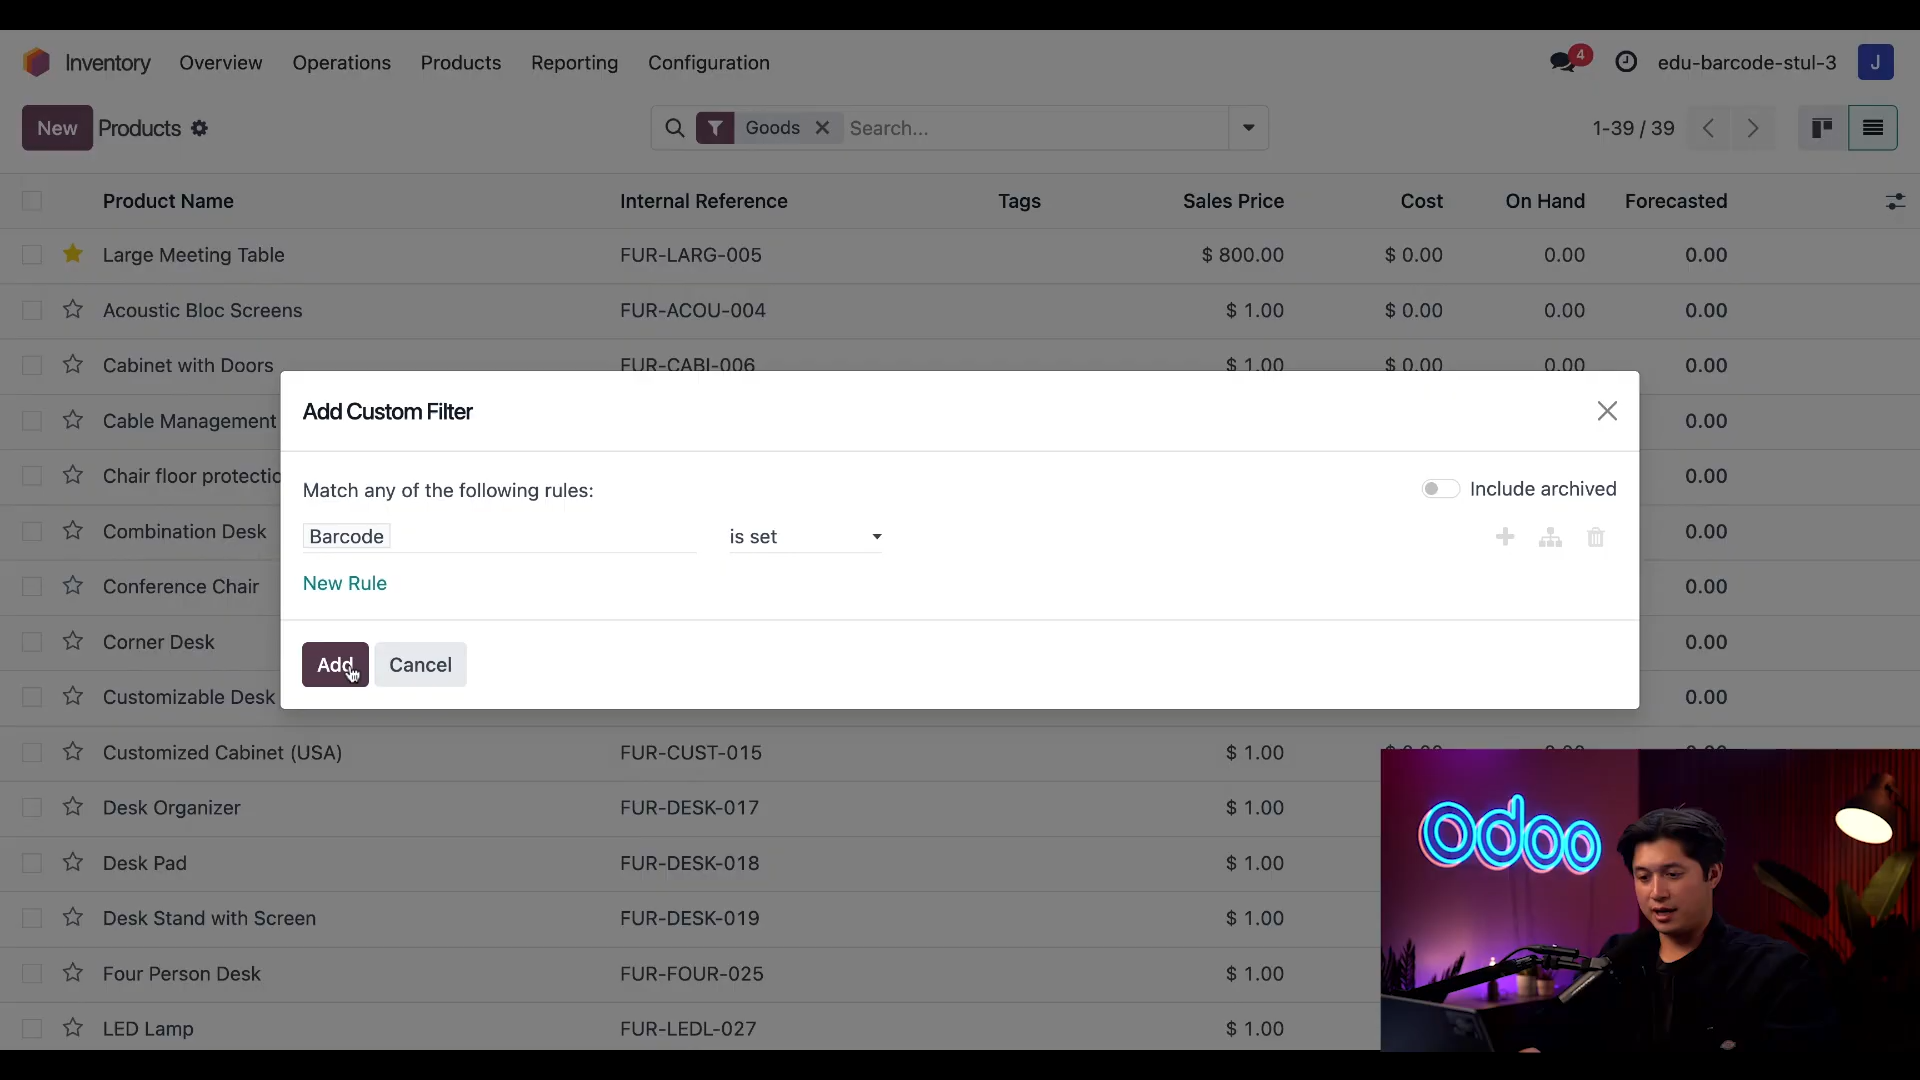 Inventory Overview Operations Products Reporting Configuration 4 edu-barcode-stul-3 J
New Products Goods Search... 1-39 / 39
Product Name Internal Reference Tags Sales Price Cost On Hand Forecasted
Large Meeting Table FUR-LARG-005 $ 800.00 $ 0.00 0.00 0.00
Acoustic Bloc Screens FUR-ACOU-004 $ 1.00 $ 0.00 0.00 0.00
Cabinet with Doors FUR-CABI-006 $ 1.00 $ 0.00 0.00 0.00
Cable Management 0.00
Chair floor protectio 0.00
Combination Desk 0.00
Conference Chair 0.00
Corner Desk 0.00
Customizable Desk 0.00
Add Custom Filter
Match any of the following rules: Include archived
Barcode is set
New Rule
Add Cancel
Customized Cabinet (USA) FUR-CUST-015 $ 1.00 $ 0.00 0.00 0.00
Desk Organizer FUR-DESK-017 $ 1.00
Desk Pad FUR-DESK-018 $ 1.00
Desk Stand with Screen FUR-DESK-019 $ 1.00
Four Person Desk FUR-FOUR-025 $ 1.00
LED Lamp FUR-LEDL-027 $ 1.00
odoo